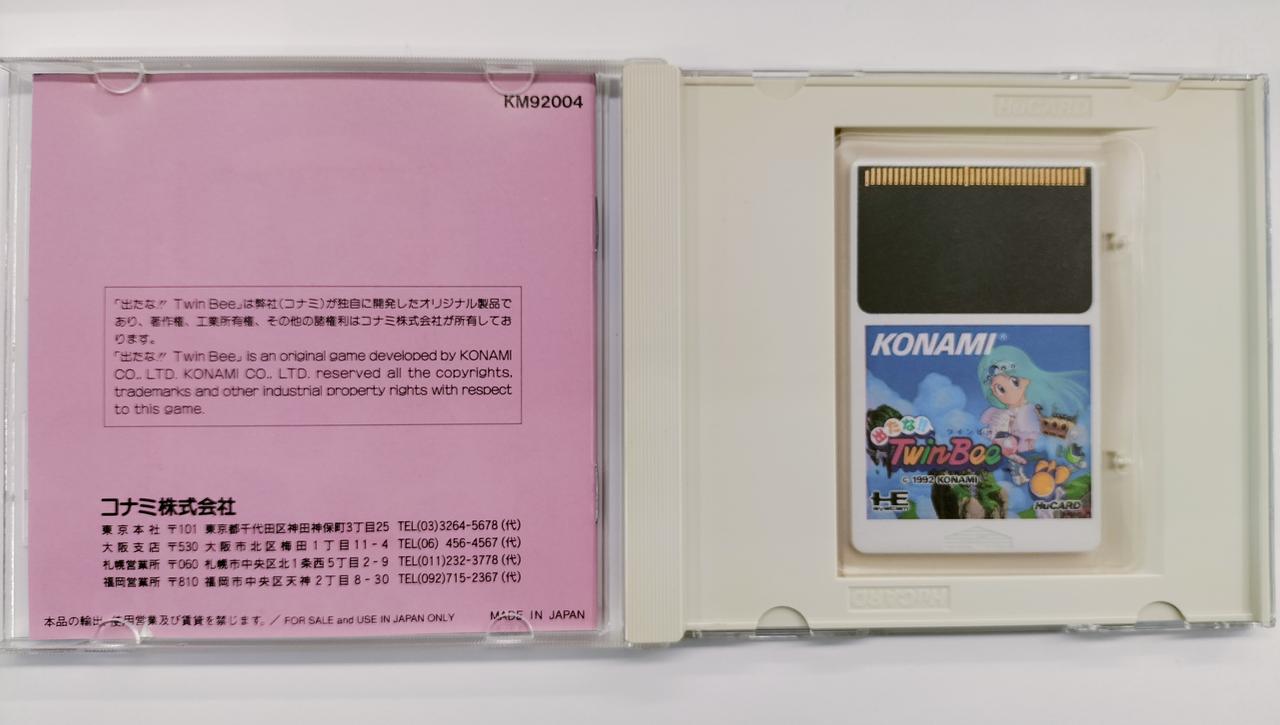 KM92004
「出たな!! Twin Bee」は弊社(コナミ)が独自に開発したオリジナル製品で
あり、著作権、工業所有権、その他の諸権利はコナミ株式会社が所有してお
ります。
「出たな!! Twin Bee」 is an original game developed by KONAMI
CO., LTD. KONAMI CO., LTD. reserved all the copyrights,
trademarks and other industrial property rights with respect
to this game.
コナミ株式会社
東京本社 〒101 東京都千代田区神田神保町3丁目25 TEL(03)3264-5678(代)
大阪支店 〒530 大阪市北区梅田1丁目11-4 TEL(06) 456-4567(代)
札幌営業所 〒060 札幌市中央区北1条西5丁目2-9 TEL(011)232-3778(代)
福岡営業所 〒810 福岡市中央区天神2丁目8-30 TEL(092)715-2367(代)
本品の輸出、使用営業及び賃貸を禁じます。/ FOR SALE and USE IN JAPAN ONLY
MADE IN JAPAN
HuCARD
KONAMI®
出たな!! ツインビー
TwinBee
© 1992 KONAMI
HE SYSTEM
HuCARD
HuCARD